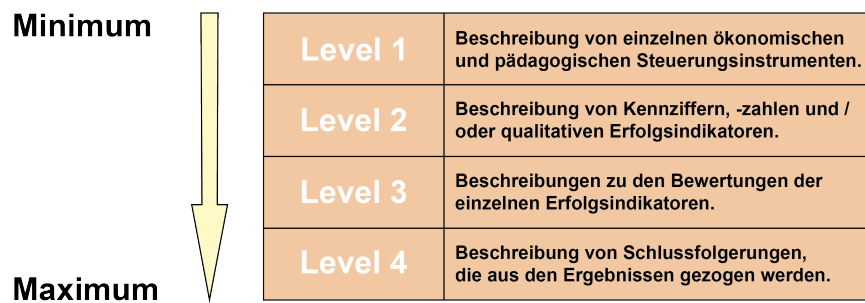 Minimum
Level 1
Beschreibung von einzelnen ökonomischen
und pädagogischen Steuerungsinstrumenten.
Level 2
Beschreibung von Kennziffern, -zahlen und /
oder qualitativen Erfolgsindikatoren.
Level 3
Beschreibungen zu den Bewertungen der
einzelnen Erfolgsindikatoren.
Level 4
Beschreibung von Schlussfolgerungen,
die aus den Ergebnissen gezogen werden.
Maximum